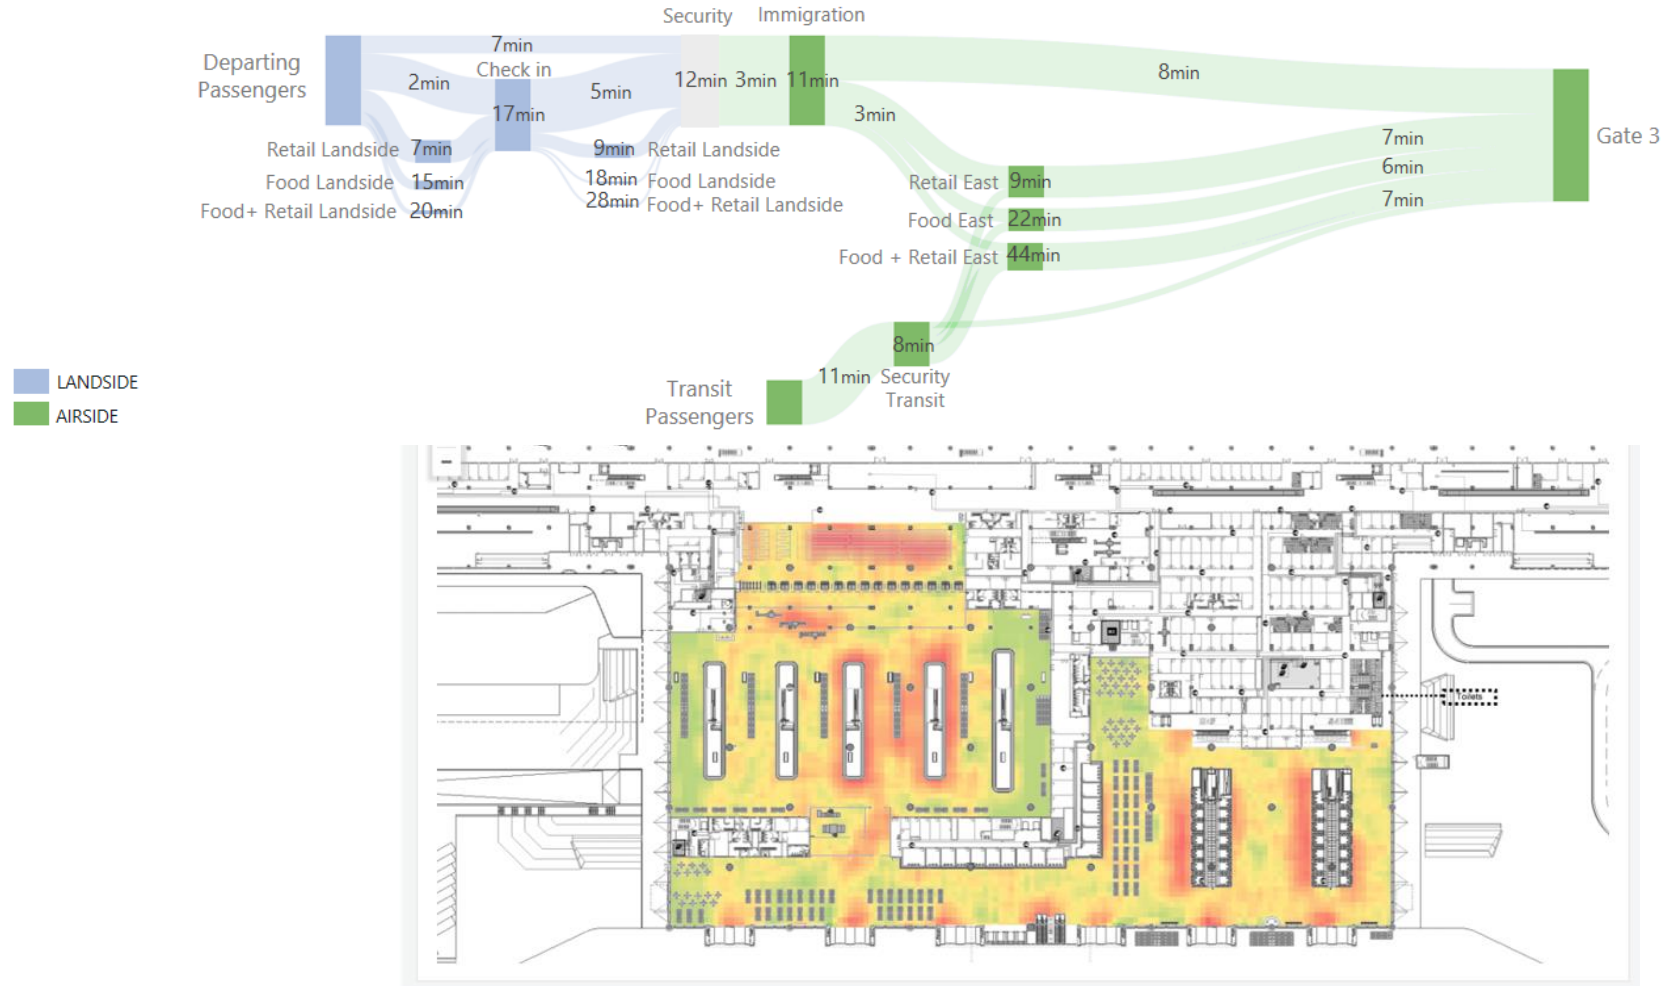 Security
Immigration
Departing
Passengers
7min
Check in
2min
5min
17min
12min
3min
11min
8min
3min
Gate 3
Retail Landside
7min
9min
Retail Landside
Food Landside
15min
18min
Food Landside
Food+ Retail Landside
20min
28min
Food+ Retail Landside
Retail East
9min
7min
Food East
22min
6min
Food + Retail East
44min
7min
8min
Security
Transit
11min
Transit
Passengers
LANDSIDE
AIRSIDE
Toilets